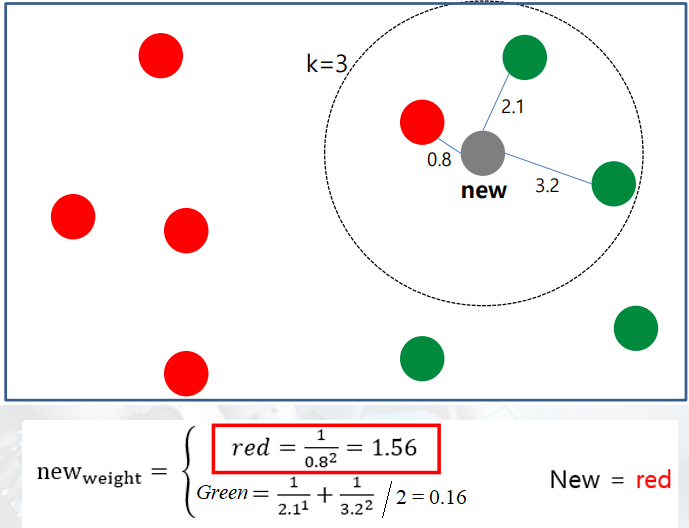 k=3
2.1
0.8
new
3.2
new_weight = { red = 1/0.8² = 1.56
Green = 1/2.1¹ + 1/3.2² / 2 = 0.16
New = red